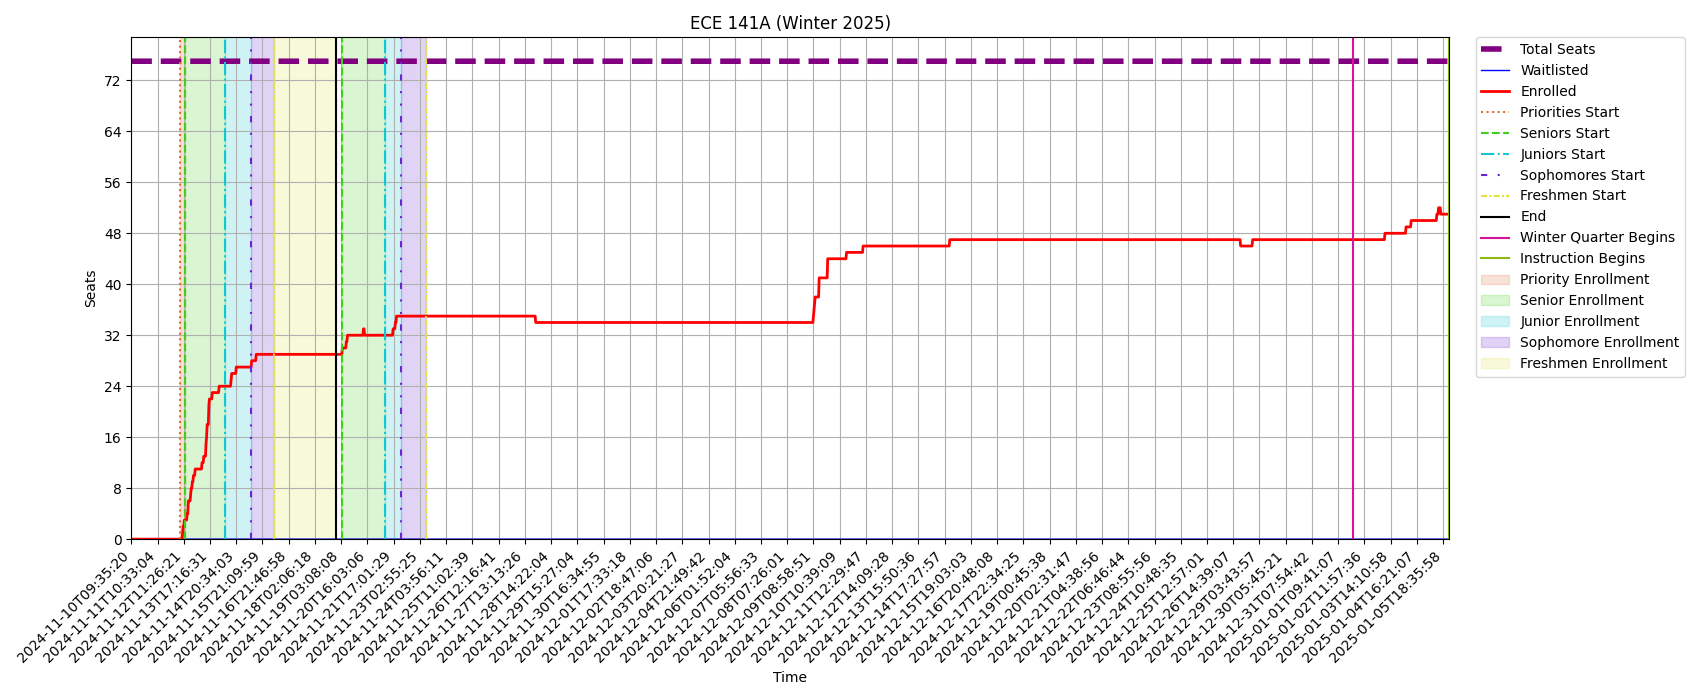 ECE 141A (Winter 2025)
Seats
72
64
56
48
40
32
24
16
8
0
2024-11-10T09:35:20
2024-11-11T10:33:04
2024-11-12T11:26:21
2024-11-13T17:16:31
2024-11-14T20:34:03
2024-11-15T21:09:59
2024-11-16T21:46:58
2024-11-18T02:06:18
2024-11-19T03:08:08
2024-11-20T16:03:06
2024-11-21T17:01:29
2024-11-23T02:55:25
2024-11-24T03:56:11
2024-11-25T11:02:39
2024-11-26T12:16:41
2024-11-27T13:13:26
2024-11-28T14:22:04
2024-11-29T15:27:04
2024-11-30T16:34:55
2024-12-01T17:33:18
2024-12-02T18:47:06
2024-12-03T20:21:27
2024-12-04T21:49:42
2024-12-06T01:52:04
2024-12-07T05:56:33
2024-12-08T07:26:01
2024-12-09T08:58:51
2024-12-10T10:39:09
2024-12-11T12:29:47
2024-12-12T14:09:28
2024-12-13T15:50:36
2024-12-14T17:27:57
2024-12-15T19:03:03
2024-12-16T20:48:08
2024-12-17T22:34:25
2024-12-19T00:45:38
2024-12-20T02:31:47
2024-12-21T04:38:56
2024-12-22T06:46:44
2024-12-23T08:55:56
2024-12-24T10:48:35
2024-12-25T12:57:01
2024-12-26T14:39:07
2024-12-29T03:43:57
2024-12-30T05:45:21
2024-12-31T07:54:42
2025-01-01T09:41:07
2025-01-02T11:57:36
2025-01-03T14:10:58
2025-01-04T16:21:07
2025-01-05T18:35:58
Time
Total Seats
Waitlisted
Enrolled
Priorities Start
Seniors Start
Juniors Start
Sophomores Start
Freshmen Start
End
Winter Quarter Begins
Instruction Begins
Priority Enrollment
Senior Enrollment
Junior Enrollment
Sophomore Enrollment
Freshmen Enrollment